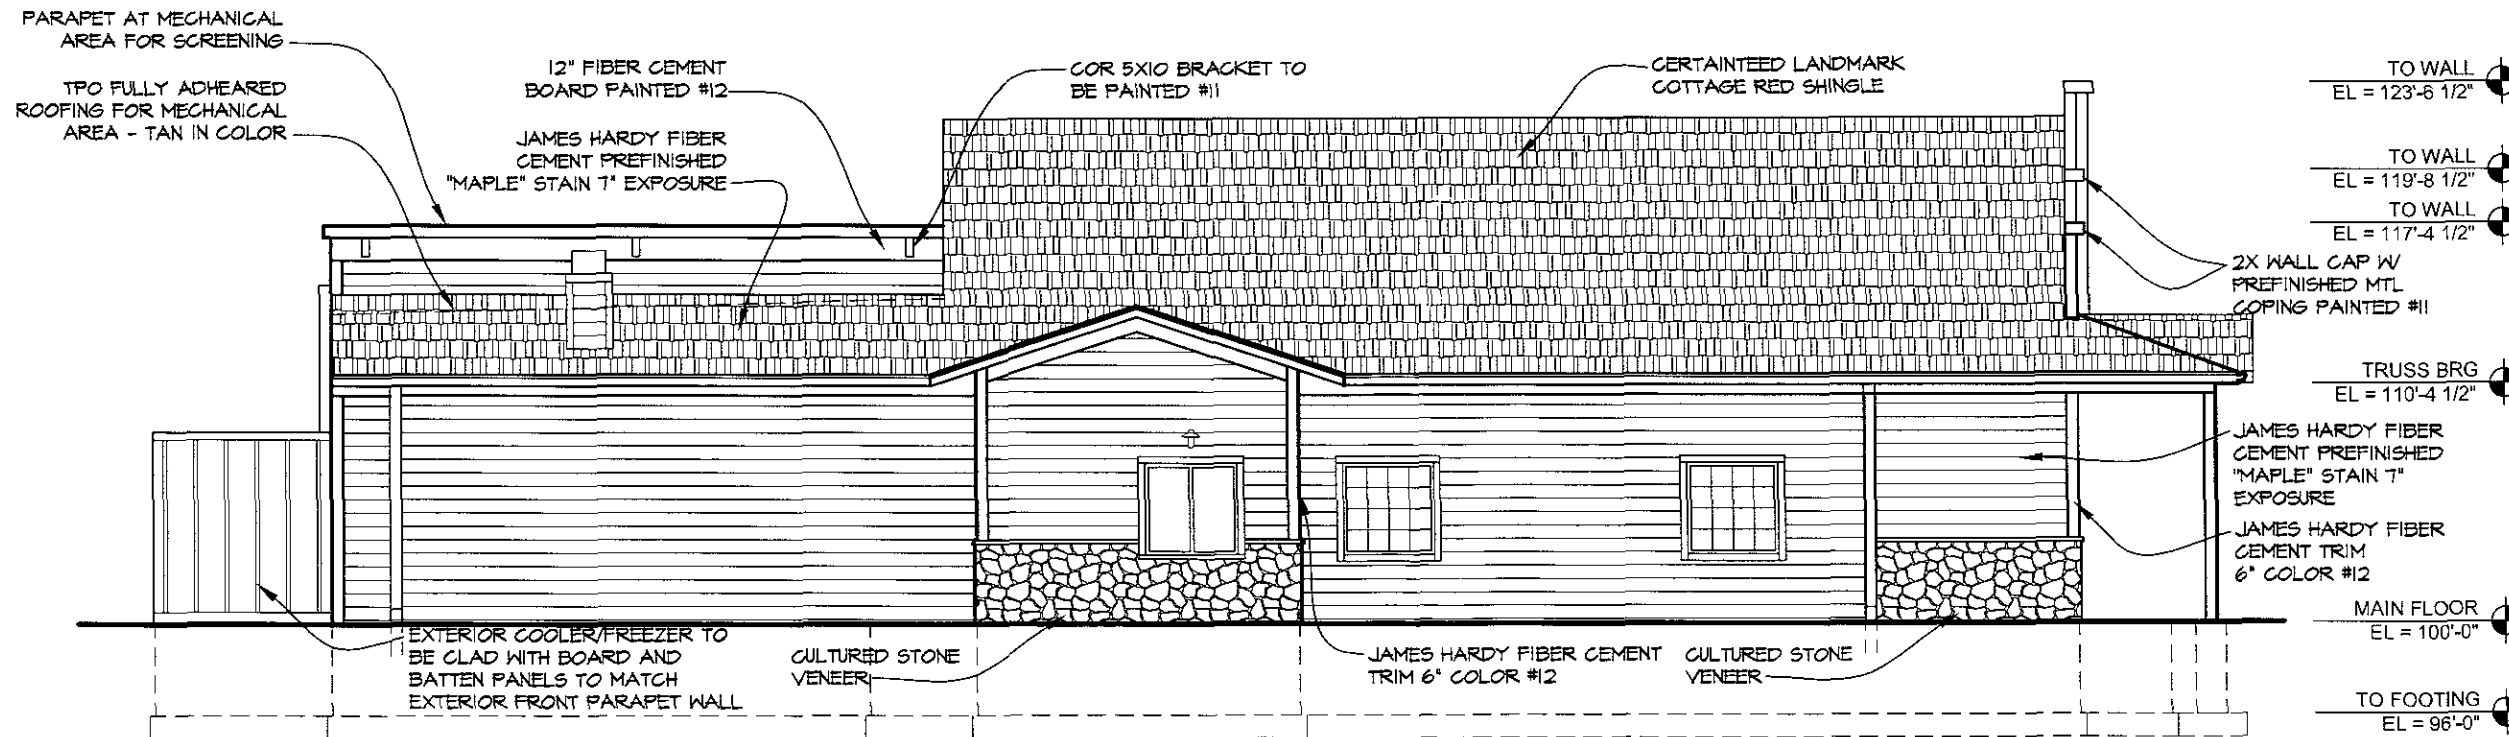 PARAPET AT MECHANICAL
AREA FOR SCREENING
TPO FULLY ADHEARED
ROOFING FOR MECHANICAL
AREA - TAN IN COLOR
12" FIBER CEMENT
BOARD PAINTED #12
JAMES HARDY FIBER
CEMENT PREFINISHED
"MAPLE" STAIN 7" EXPOSURE
COR 5X10 BRACKET TO
BE PAINTED #11
CERTAINTEED LANDMARK
COTTAGE RED SHINGLE
TO WALL
EL = 123'-6 1/2"
TO WALL
EL = 119'-8 1/2"
TO WALL
EL = 117'-4 1/2"
2X WALL CAP W/
PREFINISHED MTL
COPING PAINTED #11
TRUSS BRG
EL = 110'-4 1/2"
JAMES HARDY FIBER
CEMENT PREFINISHED
"MAPLE" STAIN 7"
EXPOSURE
JAMES HARDY FIBER
CEMENT TRIM
6" COLOR #12
MAIN FLOOR
EL = 100'-0"
EXTERIOR COOLER/FREEZER TO
BE CLAD WITH BOARD AND
BATTEN PANELS TO MATCH
EXTERIOR FRONT PARAPET WALL
CULTURED STONE
VENEER
JAMES HARDY FIBER CEMENT
TRIM 6" COLOR #12
CULTURED STONE
VENEER
TO FOOTING
EL = 96'-0"